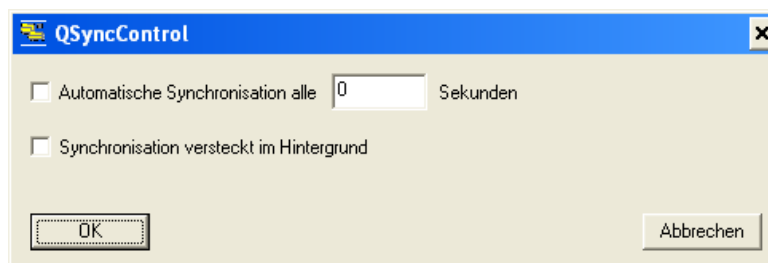 QSyncControl
Automatische Synchronisation alle 0 Sekunden
Synchronisation versteckt im Hintergrund
OK Abbrechen